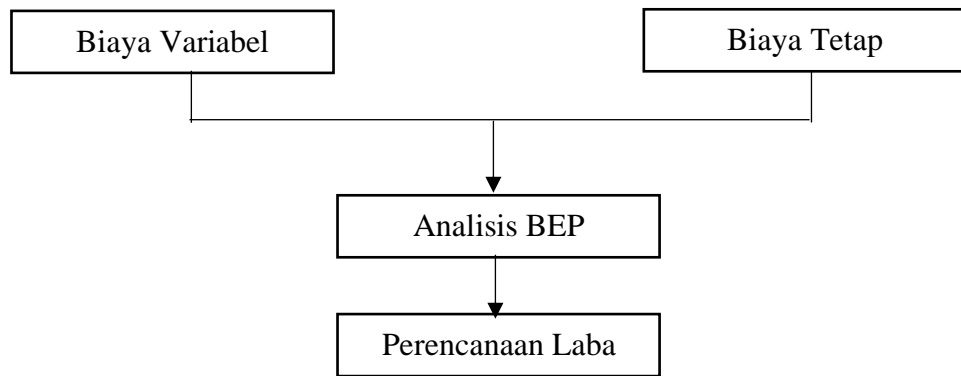 Biaya Variabel
Biaya Tetap
Analisis BEP
Perencanaan Laba